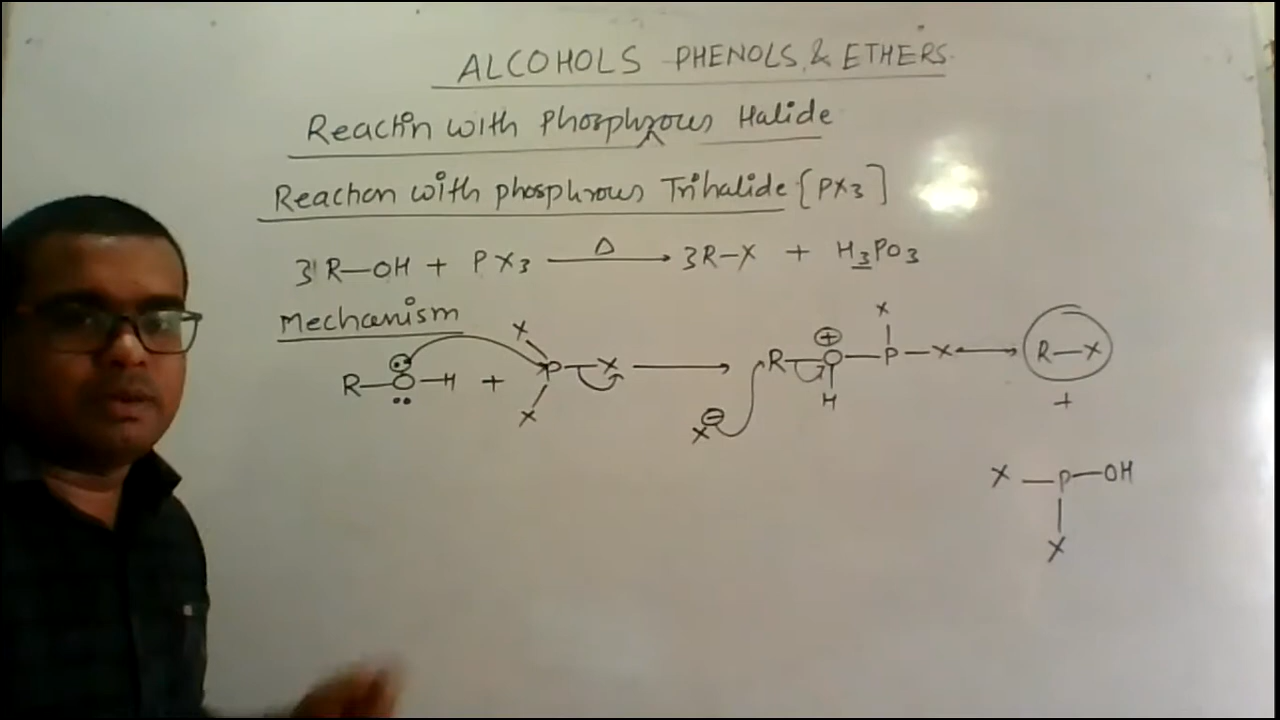 ALCOHOLS PHENOLS & ETHERS
Reactin with Phosphrous Halide
Reaction with phosphrous Trihalide [PX3]
3 R—OH + PX3 —Δ→ 3R—X + H3PO3
Mechanism
X X
R—O—H + P—X → R—O—P—X ↔ R—X
X H +
X⊖
X—P—OH
X